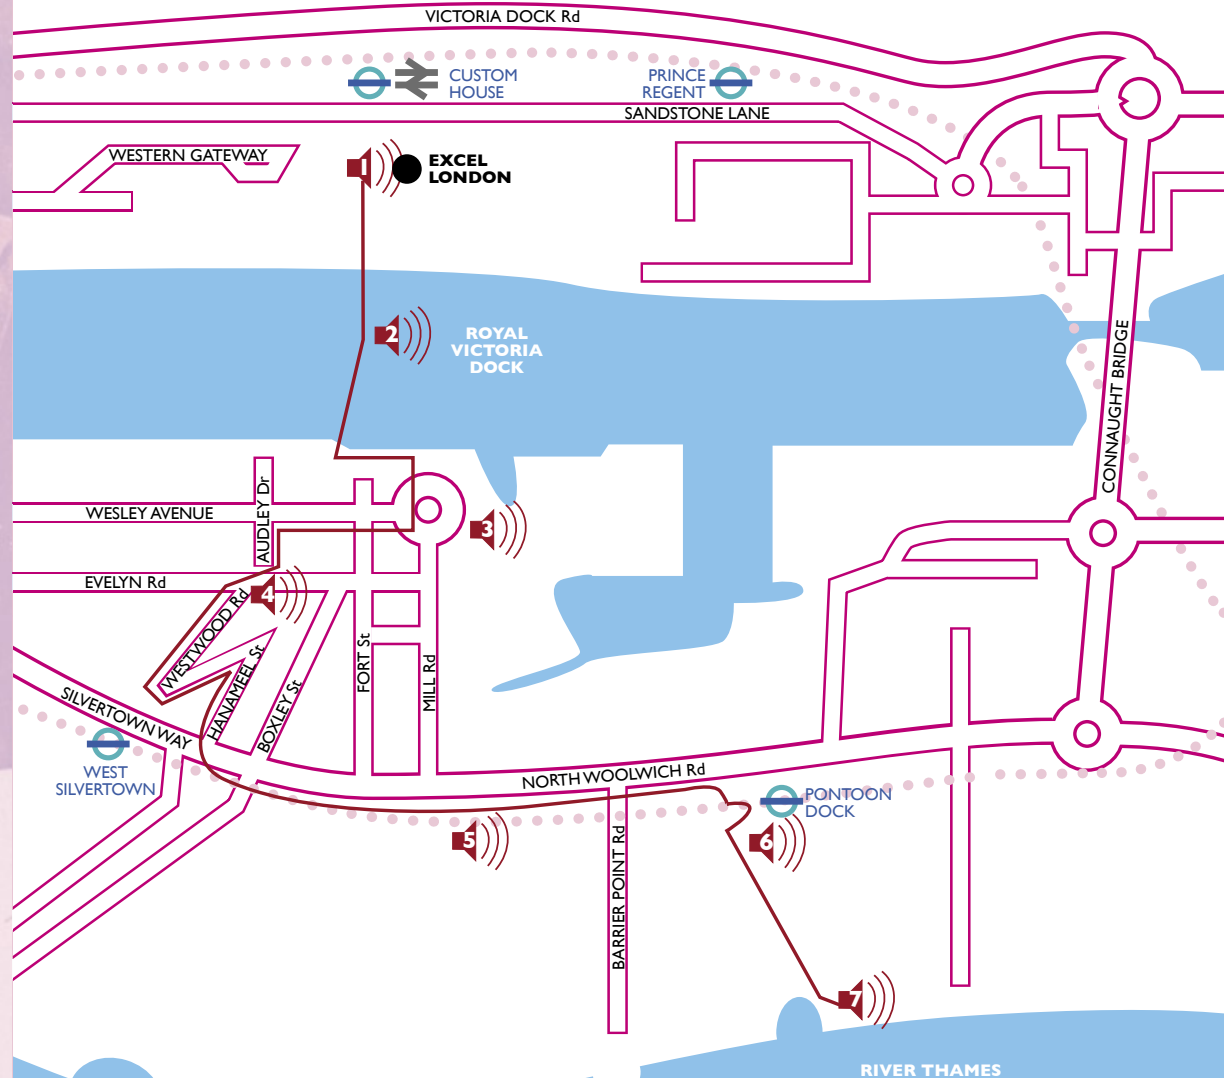 VICTORIA DOCK Rd
CUSTOM
HOUSE
PRINCE
REGENT
SANDSTONE LANE
WESTERN GATEWAY
1
EXCEL
LONDON
2
ROYAL
VICTORIA
DOCK
CONNAUGHT BRIDGE
WESLEY AVENUE
AUDLEY Dr
3
EVELYN Rd
4
WESTWOOD Rd
HANAMEEL St
BOXLEY St
FORT St
MILL Rd
SILVERTOWN WAY
WEST
SILVERTOWN
NORTH WOOLWICH Rd
PONTOON
DOCK
5
6
BARRIER POINT Rd
7
RIVER THAMES